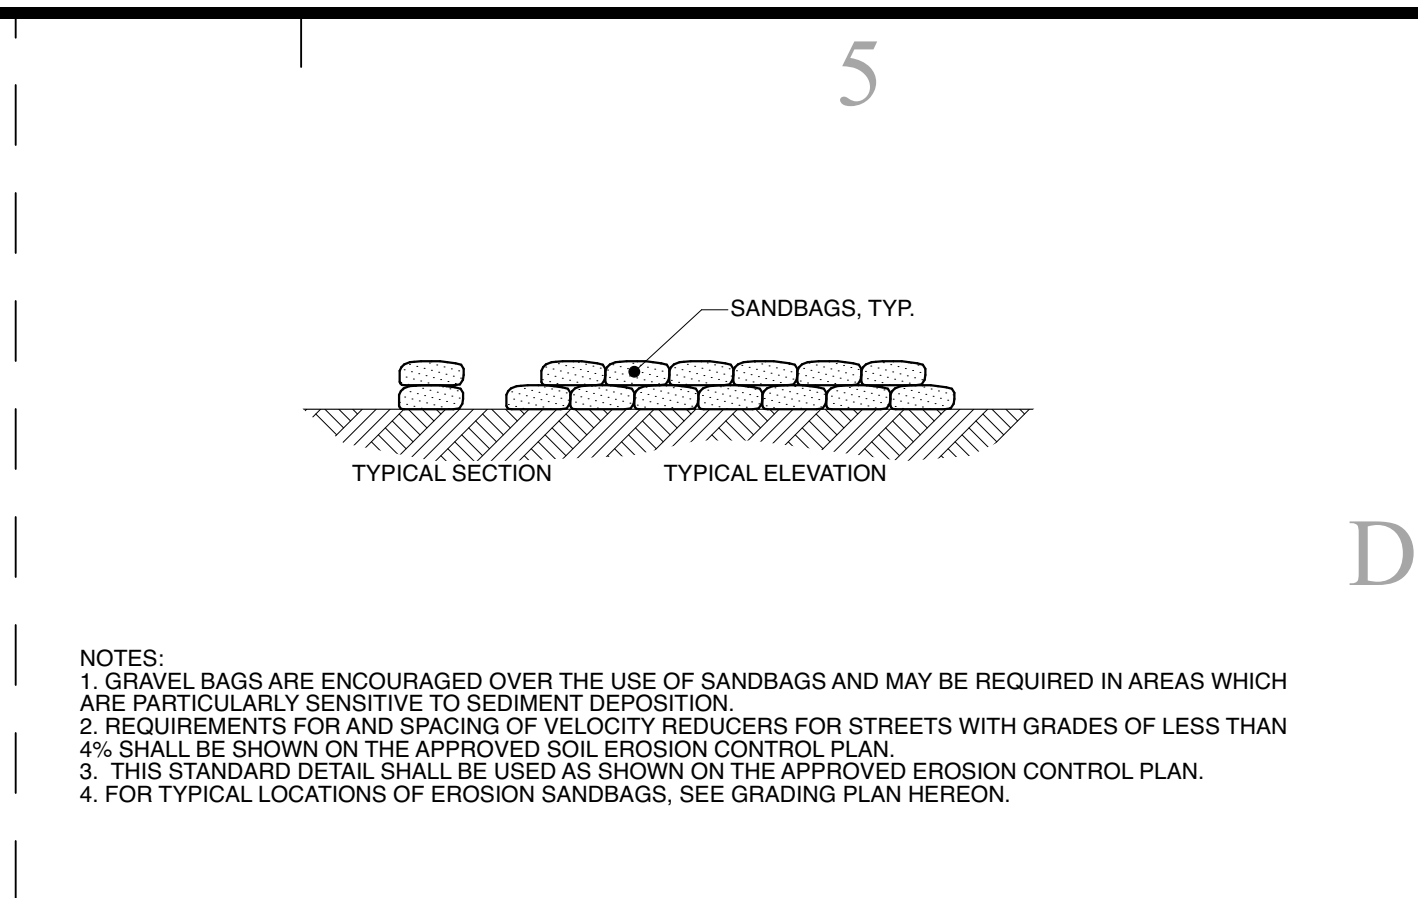 5
SANDBAGS, TYP.
TYPICAL SECTION
TYPICAL ELEVATION
D
NOTES:
1. GRAVEL BAGS ARE ENCOURAGED OVER THE USE OF SANDBAGS AND MAY BE REQUIRED IN AREAS WHICH
ARE PARTICULARLY SENSITIVE TO SEDIMENT DEPOSITION.
2. REQUIREMENTS FOR AND SPACING OF VELOCITY REDUCERS FOR STREETS WITH GRADES OF LESS THAN
4% SHALL BE SHOWN ON THE APPROVED SOIL EROSION CONTROL PLAN.
3.  THIS STANDARD DETAIL SHALL BE USED AS SHOWN ON THE APPROVED EROSION CONTROL PLAN.
4. FOR TYPICAL LOCATIONS OF EROSION SANDBAGS, SEE GRADING PLAN HEREON.